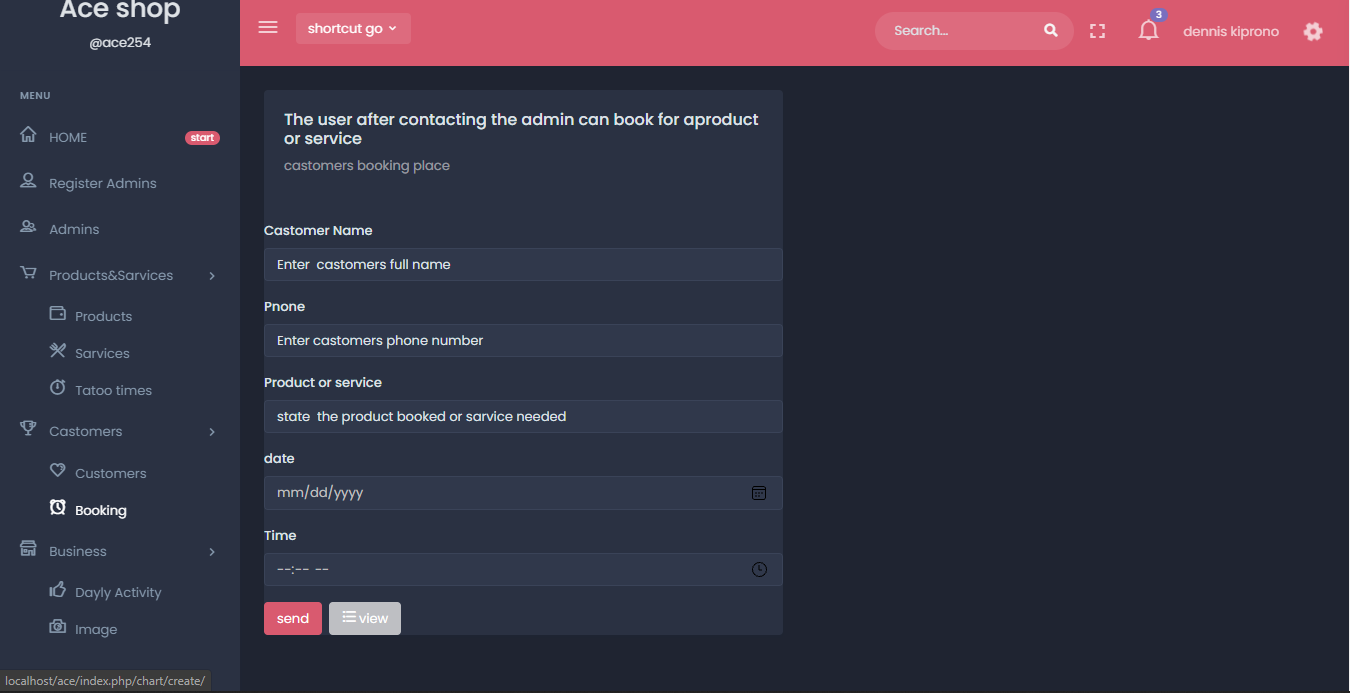 Ace shop
@ace254
MENU
HOME
start
Register Admins
Admins
Products&Sarvices
Products
Sarvices
Tatoo times
Castomers
Customers
Booking
Business
Dayly Activity
Image
localhost/ace/index.php/chart/create/
shortcut go
Search...
3
dennis kiprono
The user after contacting the admin can book for aproduct
or service
castomers booking place
Castomer Name
Enter castomers full name
Pnone
Enter castomers phone number
Product or service
state the product booked or sarvice needed
date
mm/dd/yyyy
Time
--:-- --
send
view